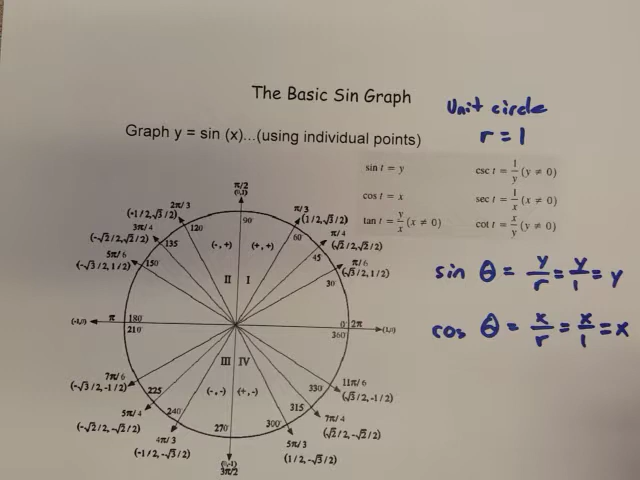 The Basic Sin Graph
Unit circle
r = 1
Graph y = sin (x)...(using individual points)
sin t = y
csc t = 1/y (y ≠ 0)
cos t = x
sec t = 1/x (x ≠ 0)
tan t = y/x (x ≠ 0)
cot t = x/y (y ≠ 0)
sin θ = y/r = y/1 = y
cos θ = x/r = x/1 = x
π/2
(0,1)
90°
2π/3
(-1/2,√3/2)
120
3π/4
(-√2/2,√2/2)
135
5π/6
(-√3/2, 1/2)
150°
π/3
(1/2,√3/2)
60°
π/4
(√2/2,√2/2)
45
π/6
(√3/2, 1/2)
30°
(-, +)
(+, +)
II
I
(-1,0)
π
180°
210°
0°
2π
360°
(1,0)
III
IV
(-, -)
(+, -)
7π/6
(-√3/2, -1/2)
225
5π/4
(-√2/2, -√2/2)
240
4π/3
(-1/2, -√3/2)
270°
(0,-1)
3π/2
300°
5π/3
(1/2, -√3/2)
315
7π/4
(√2/2, -√2/2)
330°
11π/6
(√3/2, -1/2)